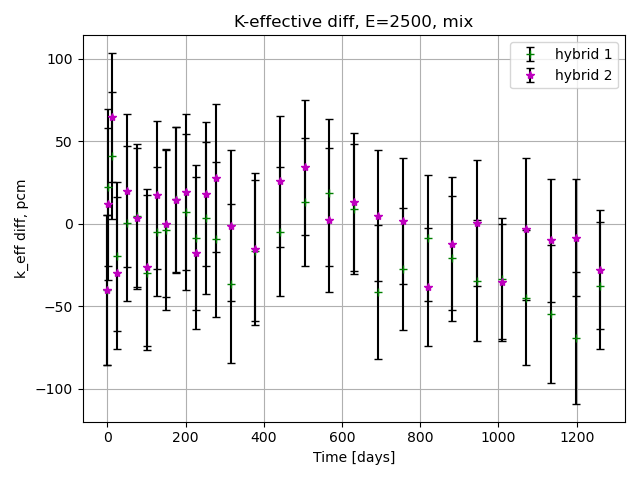 K-effective diff, E=2500, mix
hybrid 1
hybrid 2
k_eff diff, pcm
100
50
0
−50
−100
0 200 400 600 800 1000 1200
Time [days]